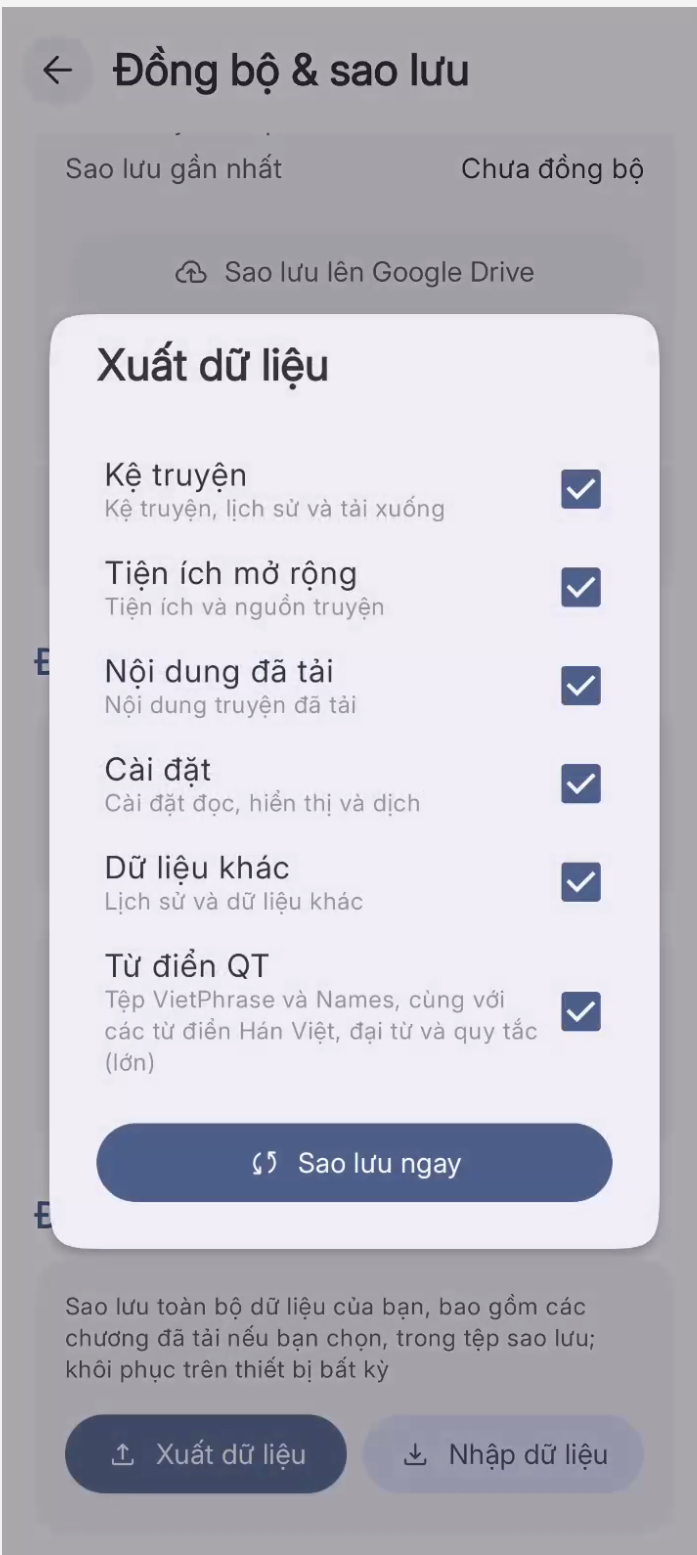 Đồng bộ & sao lưu
Sao lưu gần nhất Chưa đồng bộ
Sao lưu lên Google Drive
Xuất dữ liệu
Kệ truyện
Kệ truyện, lịch sử và tải xuống
Tiện ích mở rộng
Tiện ích và nguồn truyện
Nội dung đã tải
Nội dung truyện đã tải
Cài đặt
Cài đặt đọc, hiển thị và dịch
Dữ liệu khác
Lịch sử và dữ liệu khác
Từ điển QT
Tệp VietPhrase và Names, cùng với
các từ điển Hán Việt, đại từ và quy tắc
(lớn)
Sao lưu ngay
Sao lưu toàn bộ dữ liệu của bạn, bao gồm các
chương đã tải nếu bạn chọn, trong tệp sao lưu;
khôi phục trên thiết bị bất kỳ
Xuất dữ liệu Nhập dữ liệu